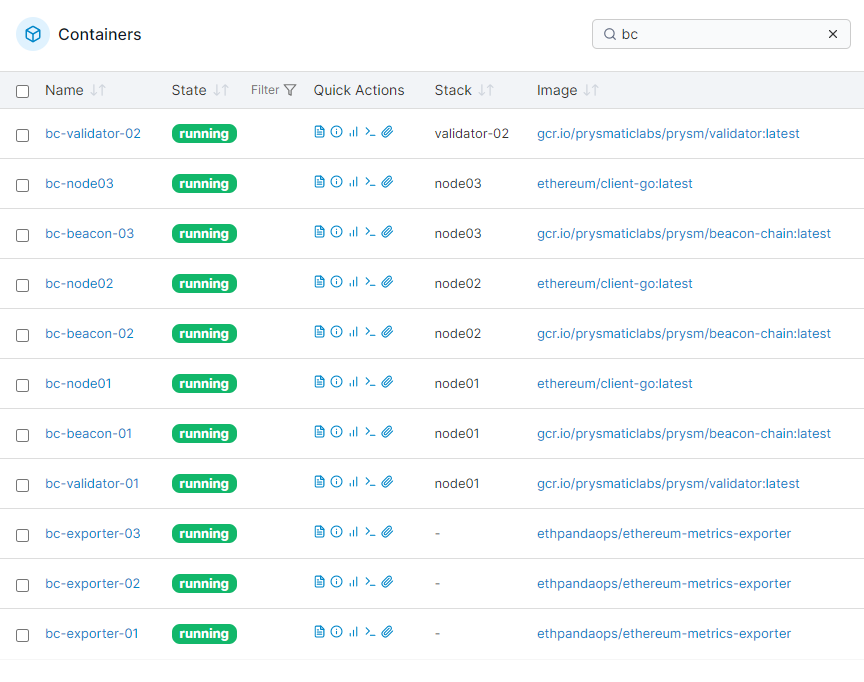 Containers
bc
Name State Filter Quick Actions Stack Image
bc-validator-02 running validator-02 gcr.io/prysmaticlabs/prysm/validator:latest
bc-node03 running node03 ethereum/client-go:latest
bc-beacon-03 running node03 gcr.io/prysmaticlabs/prysm/beacon-chain:latest
bc-node02 running node02 ethereum/client-go:latest
bc-beacon-02 running node02 gcr.io/prysmaticlabs/prysm/beacon-chain:latest
bc-node01 running node01 ethereum/client-go:latest
bc-beacon-01 running node01 gcr.io/prysmaticlabs/prysm/beacon-chain:latest
bc-validator-01 running node01 gcr.io/prysmaticlabs/prysm/validator:latest
bc-exporter-03 running - ethpandaops/ethereum-metrics-exporter
bc-exporter-02 running - ethpandaops/ethereum-metrics-exporter
bc-exporter-01 running - ethpandaops/ethereum-metrics-exporter